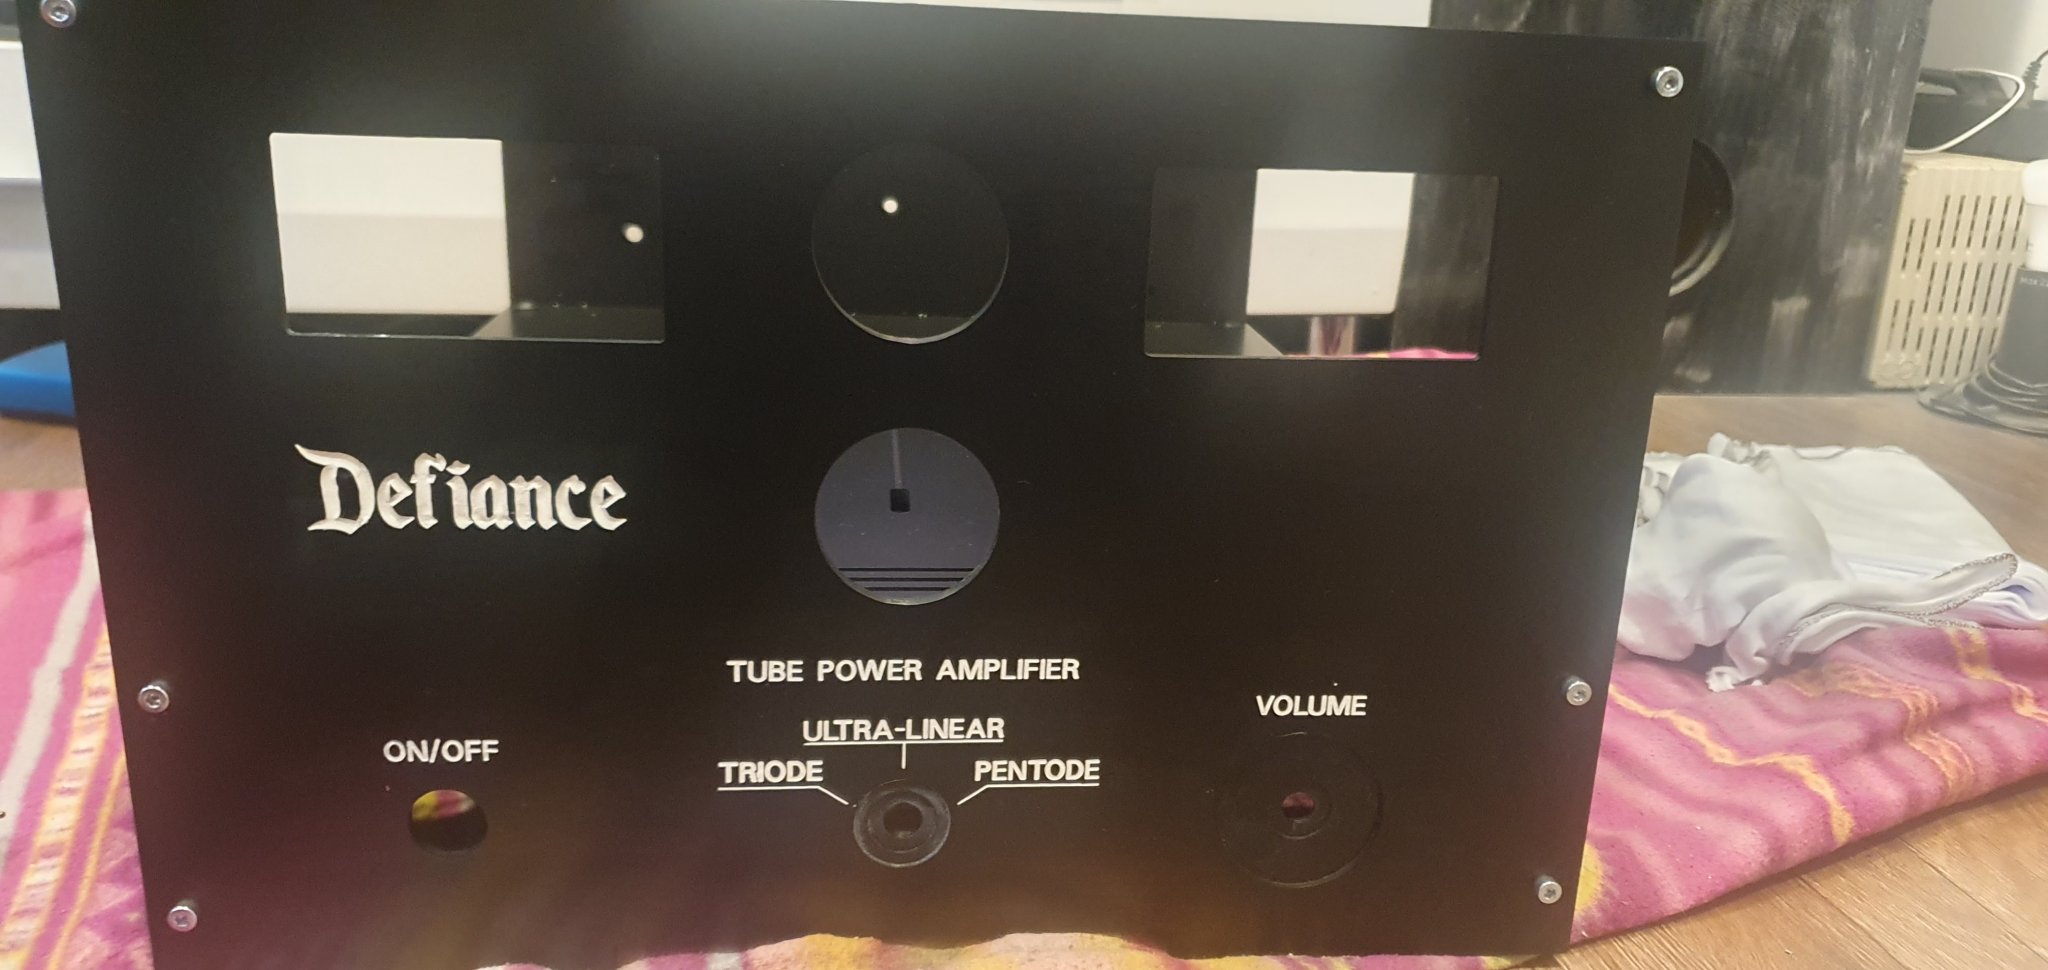 Defiance
TUBE POWER AMPLIFIER
ULTRA-LINEAR
TRIODE
PENTODE
VOLUME
ON/OFF